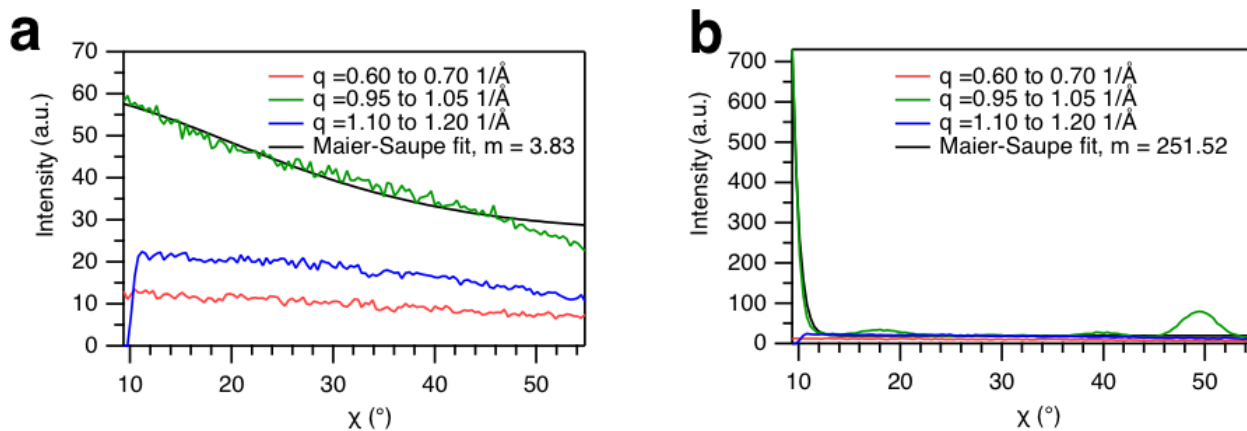 a
70
60
50
40
30
20
10
0
Intensity (a.u.)
q =0.60 to 0.70 1/Å
q =0.95 to 1.05 1/Å
q =1.10 to 1.20 1/Å
Maier-Saupe fit, m = 3.83
10 20 30 40 50
χ (°)
b
700
600
500
400
300
200
100
0
Intensity (a.u.)
q =0.60 to 0.70 1/Å
q =0.95 to 1.05 1/Å
q =1.10 to 1.20 1/Å
Maier-Saupe fit, m = 251.52
10 20 30 40 50
χ (°)